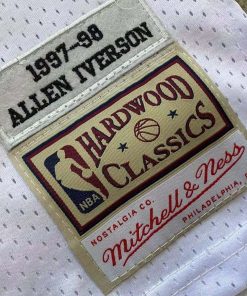 1997-98
ALLEN IVERSON
HARDWOOD
NBA
CLASSICS
NOSTALGIA CO.
Mitchell & Ness
PHILADELPHIA,